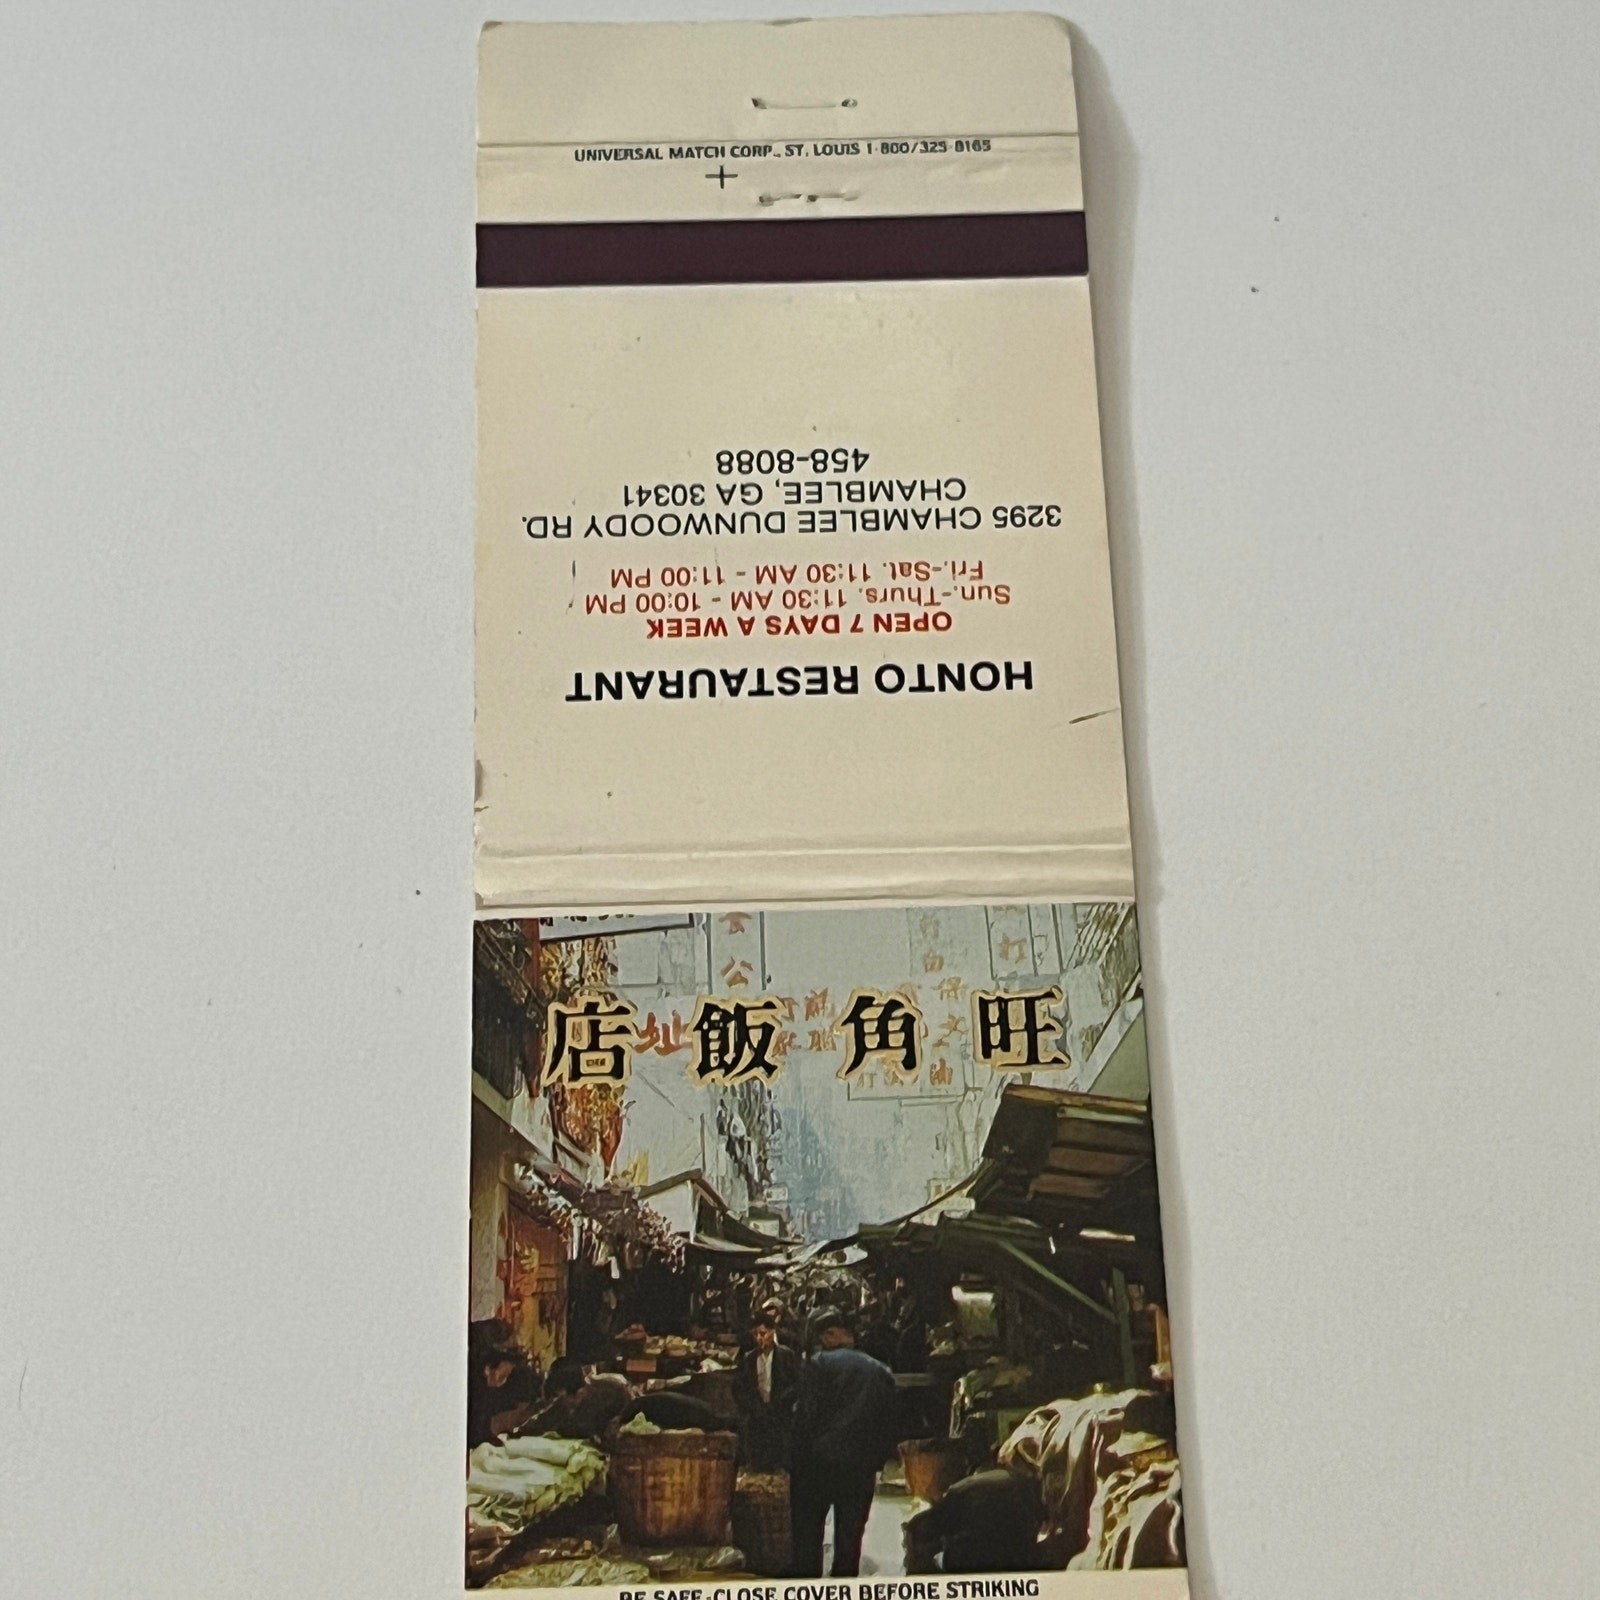 UNIVERSAL MATCH CORP., ST. LOUIS 1-800/325-8165
HONTO RESTAURANT
OPEN 7 DAYS A WEEK
Sun.-Thurs. 11:30 AM - 10:00 PM
Fri.-Sat. 11:30 AM - 11:00 PM
3295 CHAMBLEE DUNWOODY RD.
CHAMBLEE, GA 30341
458-8088
旺角飯店
BE SAFE-CLOSE COVER BEFORE STRIKING